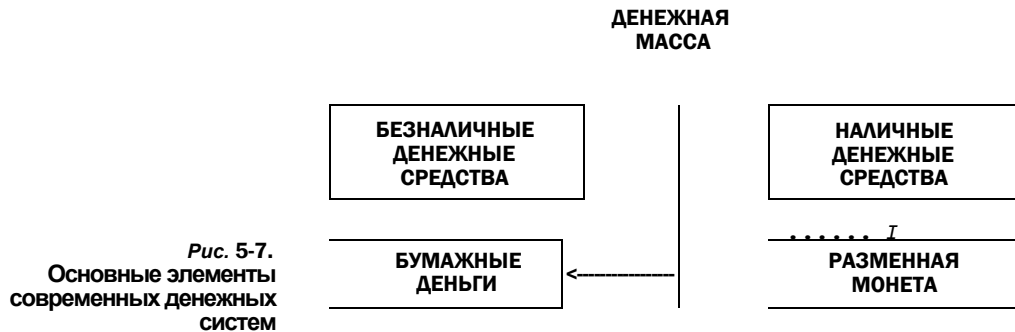 ДЕНЕЖНАЯ
МАССА
БЕЗНАЛИЧНЫЕ
ДЕНЕЖНЫЕ
СРЕДСТВА
НАЛИЧНЫЕ
ДЕНЕЖНЫЕ
СРЕДСТВА
Рис. 5-7.
Основные элементы
современных денежных
систем
БУМАЖНЫЕ
ДЕНЬГИ
...... I
РАЗМЕННАЯ
МОНЕТА